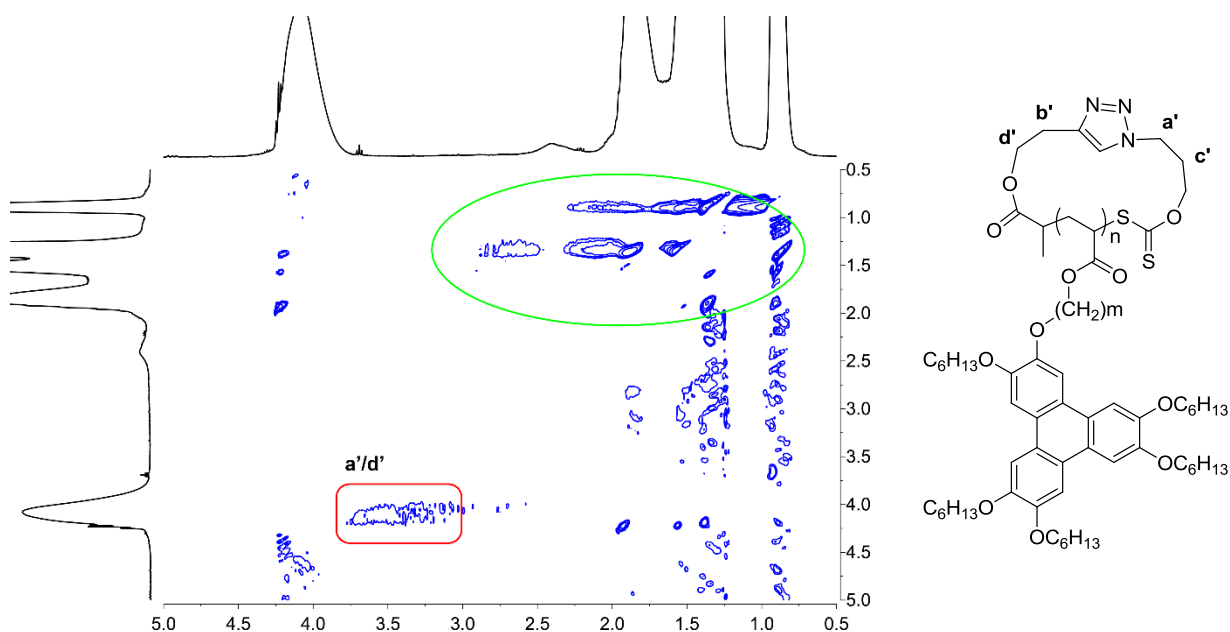 N N
b' N a'
d' N
c'
O
O O
( )n S O
O O S
( (CH₂)m
O
C₆H₁₃O
OC₆H₁₃
OC₆H₁₃
C₆H₁₃O
C₆H₁₃O OC₆H₁₃
0.5
1.0
1.5
2.0
2.5
3.0
3.5
4.0
4.5
5.0
a’/d’
5.0 4.5 4.0 3.5 3.0 2.5 2.0 1.5 1.0 0.5